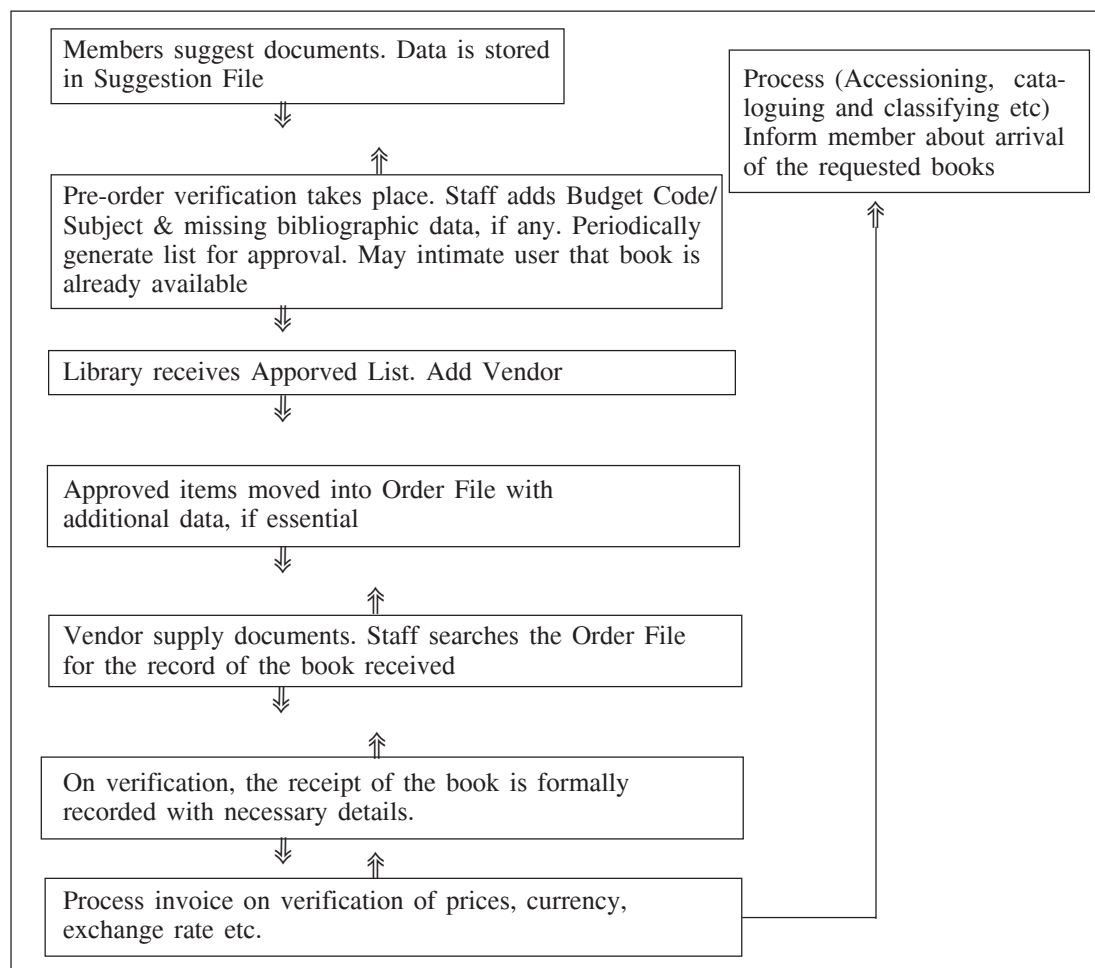 Members suggest documents. Data is stored
in Suggestion File
Pre-order verification takes place. Staff adds Budget Code/
Subject & missing bibliographic data, if any. Periodically
generate list for approval. May intimate user that book is
already available
Library receives Apporved List. Add Vendor
Approved items moved into Order File with
additional data, if essential
Vendor supply documents. Staff searches the Order File
for the record of the book received
On verification, the receipt of the book is formally
recorded with necessary details.
Process invoice on verification of prices, currency,
exchange rate etc.
Process (Accessioning, cata-
loguing and classifying etc)
Inform member about arrival
of the requested books